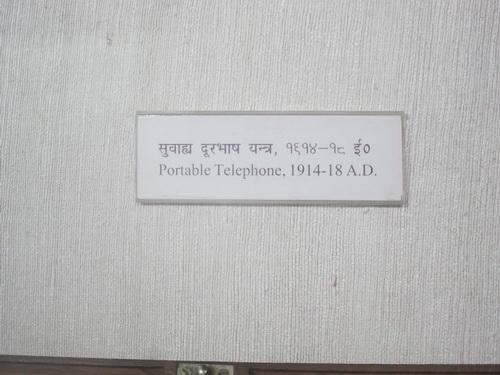 सुवाह्य दूरभाष यन्त्र, १९१४–१८ ई०
Portable Telephone, 1914-18 A.D.